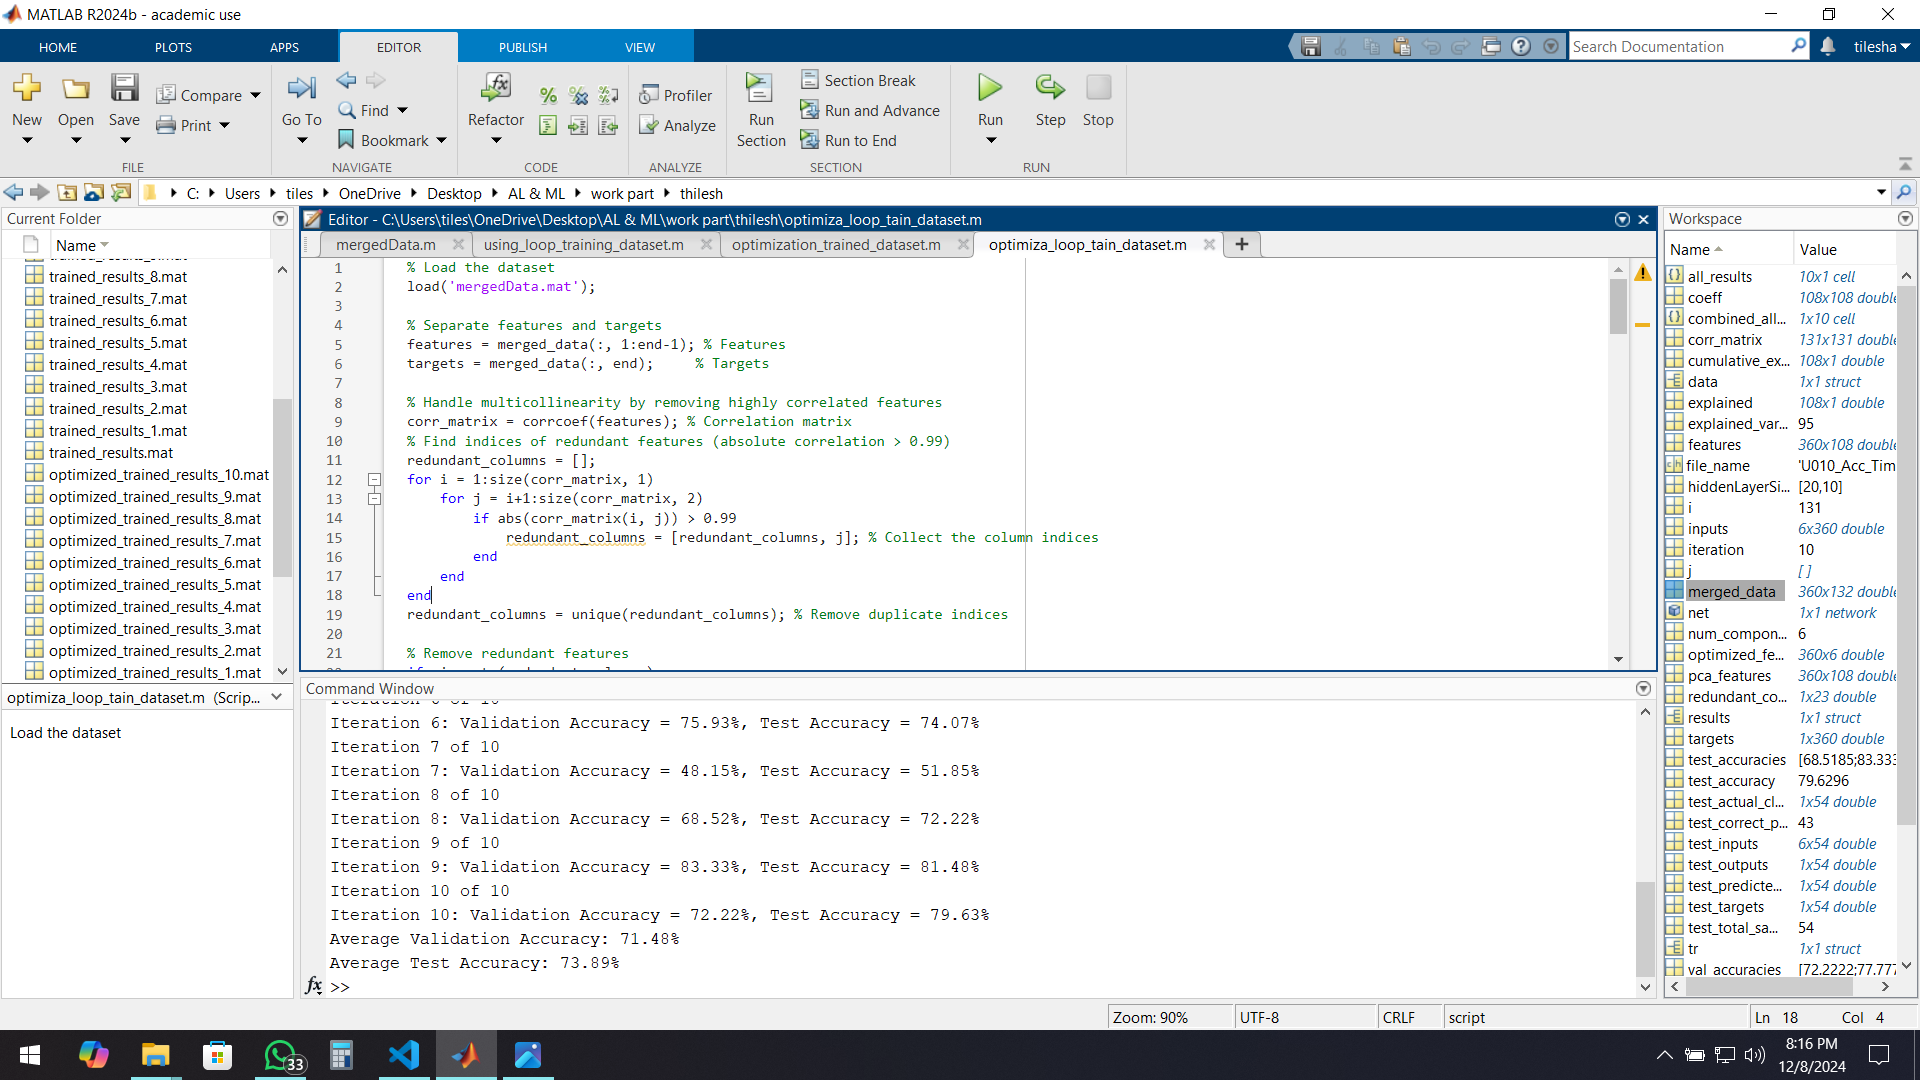 MATLAB R2024b - academic use
HOME PLOTS APPS EDITOR PUBLISH VIEW
Search Documentation
tilesha
New Open Save Compare Print
FILE
Go To Find Bookmark
NAVIGATE
Refactor
CODE
Profiler
Analyze
ANALYZE
Run Section
Section Break
Run and Advance
Run to End
SECTION
Run Step Stop
RUN
C: Users tiles OneDrive Desktop AL & ML work part thilesh
Current Folder
Name
trained_results_8.mat
trained_results_7.mat
trained_results_6.mat
trained_results_5.mat
trained_results_4.mat
trained_results_3.mat
trained_results_2.mat
trained_results_1.mat
trained_results.mat
optimized_trained_results_10.mat
optimized_trained_results_9.mat
optimized_trained_results_8.mat
optimized_trained_results_7.mat
optimized_trained_results_6.mat
optimized_trained_results_5.mat
optimized_trained_results_4.mat
optimized_trained_results_3.mat
optimized_trained_results_2.mat
optimized_trained_results_1.mat
optimiza_loop_tain_dataset.m (Scrip...
Load the dataset
Editor - C:\Users\tiles\OneDrive\Desktop\AL & ML\work part\thilesh\optimiza_loop_tain_dataset.m
mergedData.m using_loop_training_dataset.m optimization_trained_dataset.m optimiza_loop_tain_dataset.m
1 % Load the dataset
2 load('mergedData.mat');
3
4 % Separate features and targets
5 features = merged_data(:, 1:end-1); % Features
6 targets = merged_data(:, end); % Targets
7
8 % Handle multicollinearity by removing highly correlated features
9 corr_matrix = corrcoef(features); % Correlation matrix
10 % Find indices of redundant features (absolute correlation > 0.99)
11 redundant_columns = [];
12 for i = 1:size(corr_matrix, 1)
13 for j = i+1:size(corr_matrix, 2)
14 if abs(corr_matrix(i, j)) > 0.99
15 redundant_columns = [redundant_columns, j]; % Collect the column indices
16 end
17 end
18 end
19 redundant_columns = unique(redundant_columns); % Remove duplicate indices
20
21 % Remove redundant features
Command Window
Iteration 6: Validation Accuracy = 75.93%, Test Accuracy = 74.07%
Iteration 7 of 10
Iteration 7: Validation Accuracy = 48.15%, Test Accuracy = 51.85%
Iteration 8 of 10
Iteration 8: Validation Accuracy = 68.52%, Test Accuracy = 72.22%
Iteration 9 of 10
Iteration 9: Validation Accuracy = 83.33%, Test Accuracy = 81.48%
Iteration 10 of 10
Iteration 10: Validation Accuracy = 72.22%, Test Accuracy = 79.63%
Average Validation Accuracy: 71.48%
Average Test Accuracy: 73.89%
fx >>
Workspace
Name Value
all_results 10x1 cell
coeff 108x108 double
combined_all... 1x10 cell
corr_matrix 131x131 double
cumulative_ex... 108x1 double
data 1x1 struct
explained 108x1 double
explained_var... 95
features 360x108 double
file_name 'U010_Acc_Tim
hiddenLayerSi... [20,10]
i 131
inputs 6x360 double
iteration 10
j []
merged_data 360x132 double
net 1x1 network
num_compon... 6
optimized_fe... 360x6 double
pca_features 360x108 double
redundant_co... 1x23 double
results 1x1 struct
targets 1x360 double
test_accuracies [68.5185;83.333
test_accuracy 79.6296
test_actual_cl... 1x54 double
test_correct_p... 43
test_inputs 6x54 double
test_outputs 1x54 double
test_predicte... 1x54 double
test_targets 1x54 double
test_total_sa... 54
tr 1x1 struct
val_accuracies [72.2222;77.777
Zoom: 90% UTF-8 CRLF script Ln 18 Col 4
33
8:16 PM
12/8/2024